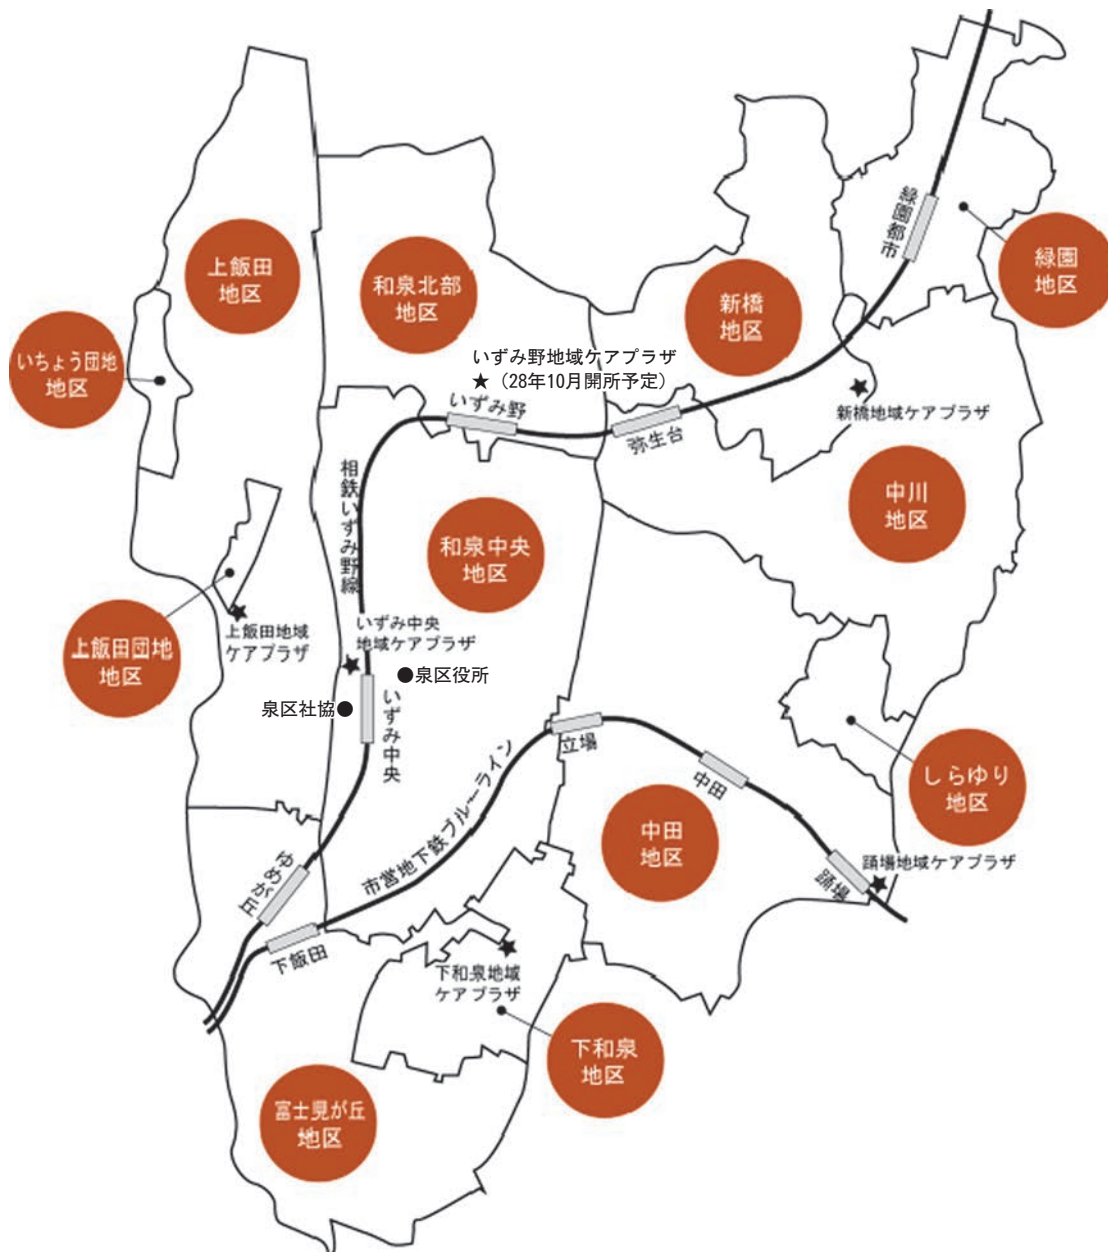 緑園都市
緑園
地区
上飯田
地区
和泉北部
地区
新橋
地区
いちょう団地
地区
いずみ野地域ケアプラザ
★(28年10月開所予定)
いずみ野
弥生台
新橋地域ケアプラザ
相鉄いずみ野線
中川
地区
和泉中央
地区
上飯田団地
地区
上飯田地域
ケアプラザ
いずみ中央
地域ケアプラザ
●泉区役所
泉区社協●
いずみ中央
立場
中田
しらゆり
地区
市営地下鉄ブルーライン
中田
地区
踊場地域ケアプラザ
踊場
ゆめが丘
下飯田
下和泉地域
ケアプラザ
下和泉
地区
富士見が丘
地区